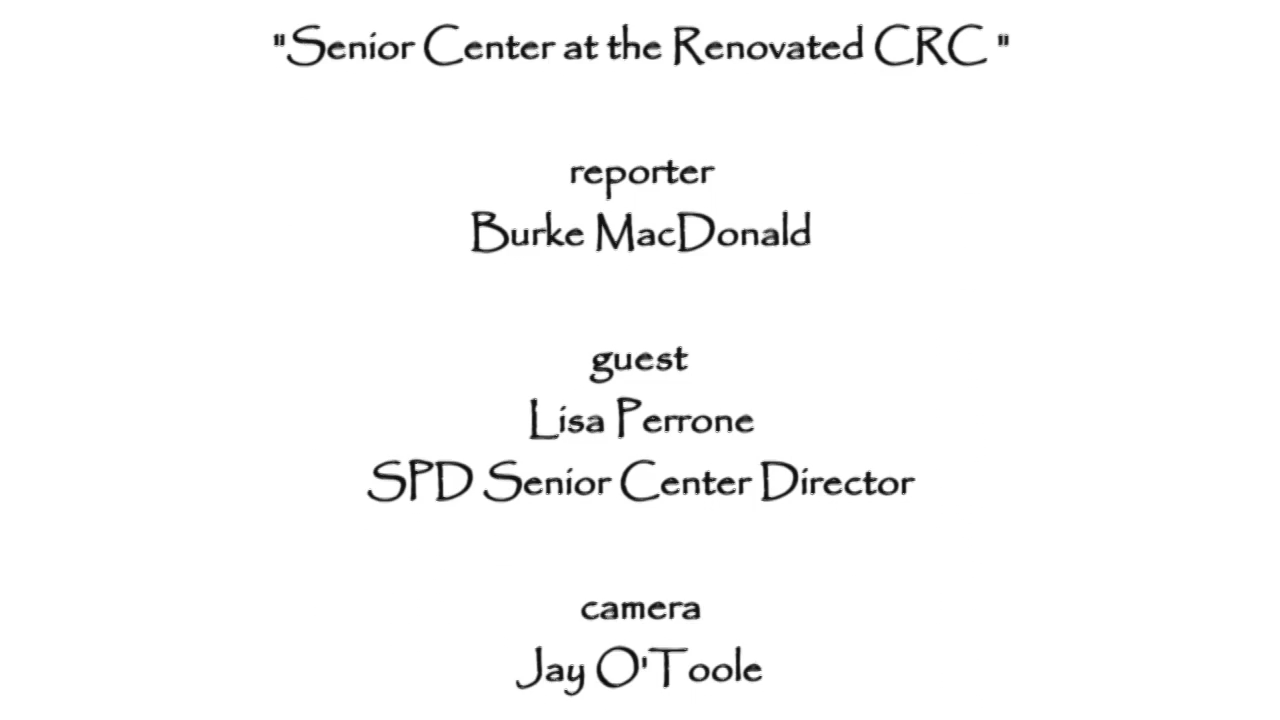 "Senior Center at the Renovated CRC "
reporter
Burke MacDonald
guest
Lisa Perrone
SPD Senior Center Director
camera
Jay O'Toole